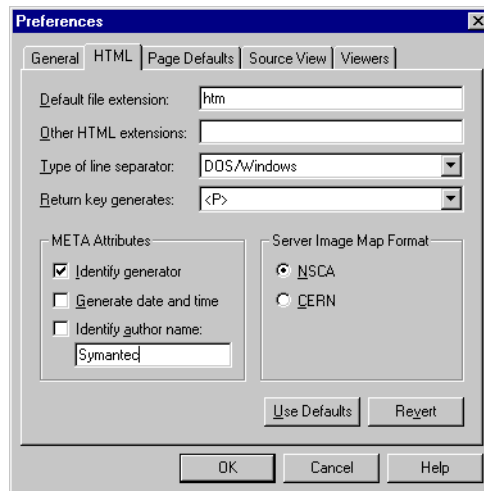 Preferences
General HTML Page Defaults Source View Viewers
Default file extension: htm
Other HTML extensions:
Type of line separator: DOS/Windows
Return key generates: <P>
META Attributes
Identify generator
Generate date and time
Identify author name:
Symantec
Server Image Map Format
NSCA
CERN
Use Defaults Revert
OK Cancel Help